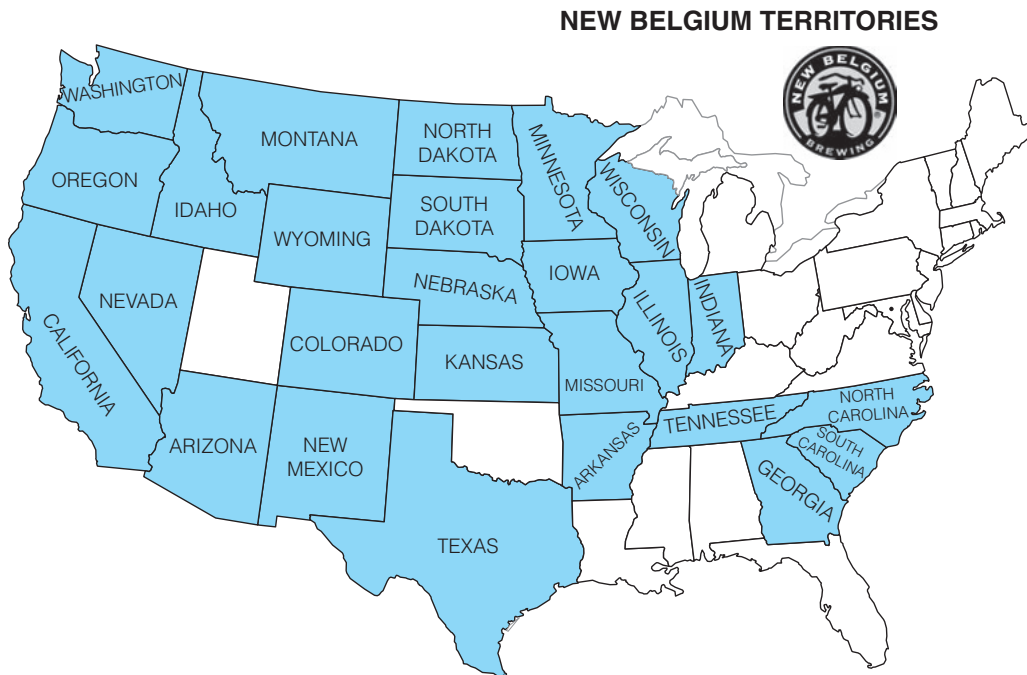 NEW BELGIUM TERRITORIES
NEW BELGIUM
BREWING
®
WASHINGTON
MONTANA
NORTH
DAKOTA
MINNESOTA
OREGON
IDAHO
WISCONSIN
SOUTH
DAKOTA
WYOMING
IOWA
NEBRASKA
NEVADA
ILLINOIS
INDIANA
CALIFORNIA
COLORADO
KANSAS
MISSOURI
NORTH
CAROLINA
TENNESSEE
ARIZONA
NEW
MEXICO
ARKANSAS
SOUTH
CAROLINA
GEORGIA
TEXAS